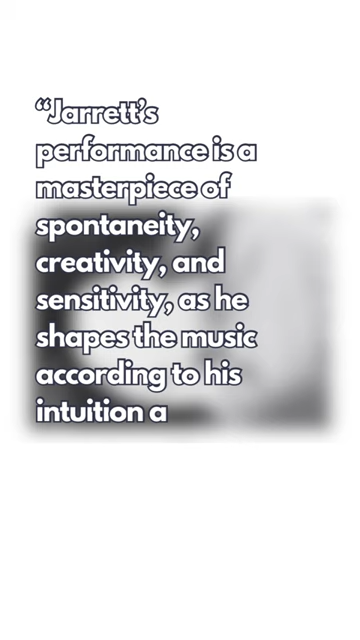 “Jarrett’s
performance is a
masterpiece of
spontaneity,
creativity, and
sensitivity, as he
shapes the music
according to his
intuition a